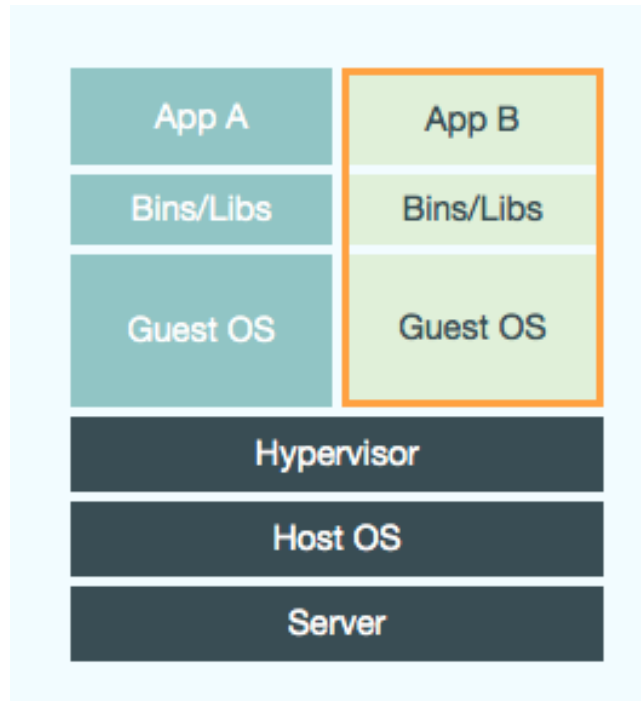 App A
App B
Bins/Libs
Bins/Libs
Guest OS
Guest OS
Hypervisor
Host OS
Server